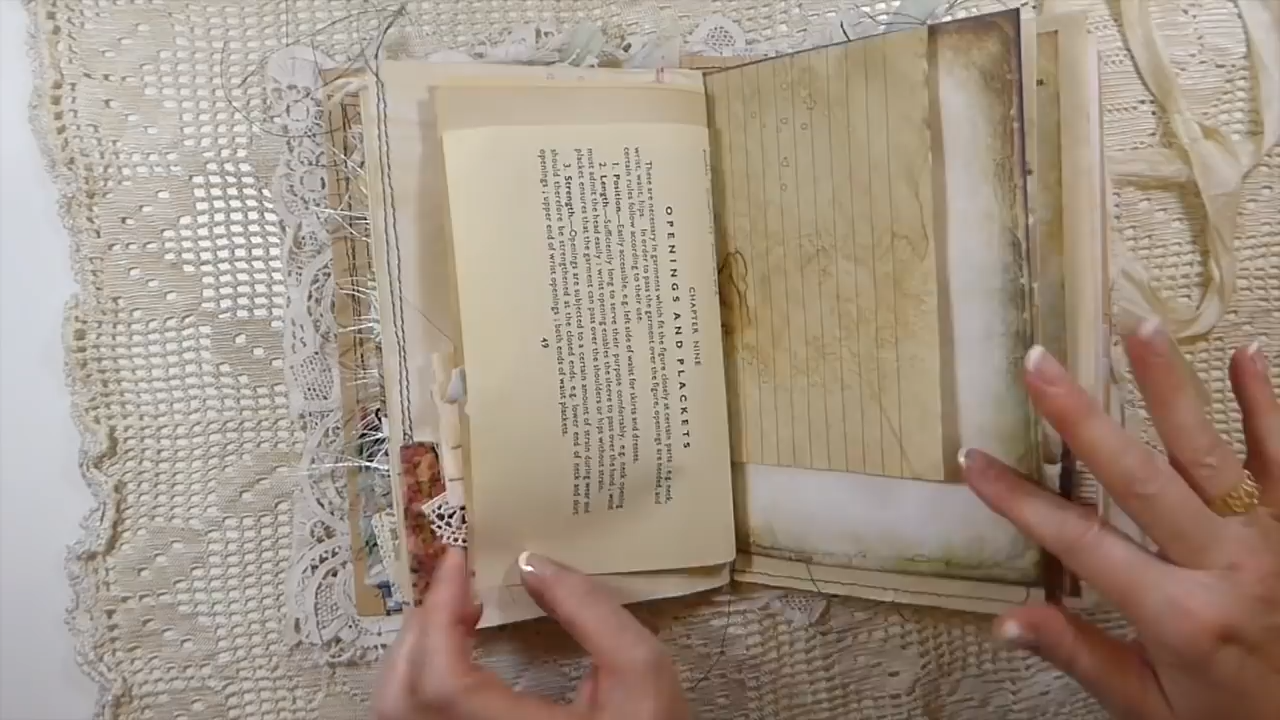 CHAPTER NINE
OPENINGS AND PLACKETS
These are necessary in garments which fit the figure closely at certain parts: e.g. neck,
wrist, waist, hips. In order to pass the garment over the figure, openings are needed, and
certain rules follow according to their use.
1. Position.—Easily accessible, e.g. left side of waist for skirts and dresses.
2. Length.—Sufficiently long to serve their purpose comfortably, e.g. neck opening
must admit the head easily; wrist opening enables the sleeve to pass over the hand; waist
placket ensures that the garment can pass over the shoulders or hips without strain.
3. Strength.—Openings are subjected to a certain amount of strain during wear and
should therefore be strengthened at the closed ends, e.g. lower end of neck and skirt
openings; upper end of wrist openings; both ends of waist plackets.
49